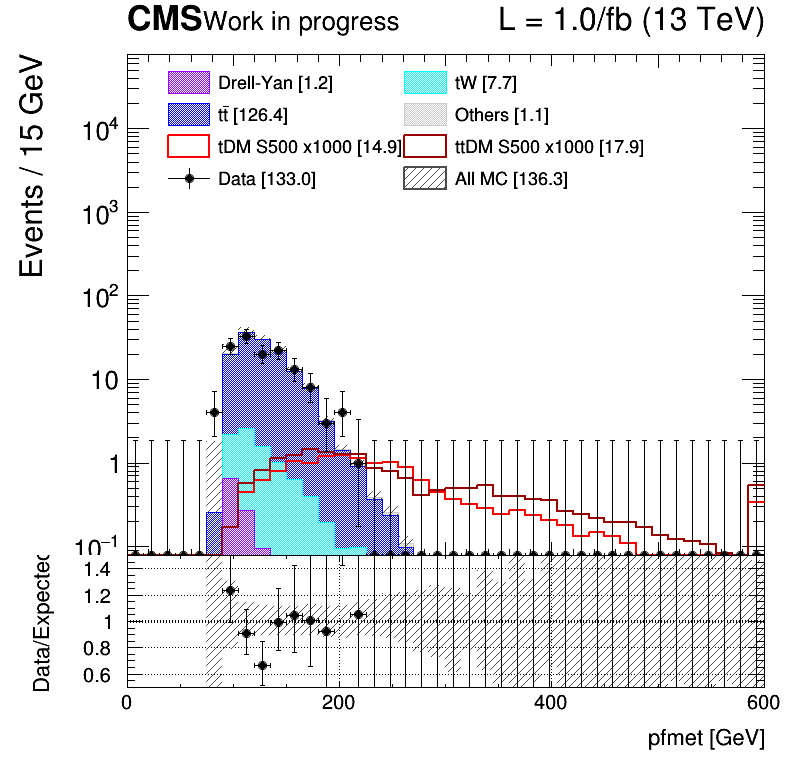 CMS Work in progress L = 1.0/fb (13 TeV)
Events / 15 GeV
Drell-Yan [1.2] tW [7.7]
tt̄ [126.4] Others [1.1]
tDM S500 x1000 [14.9] ttDM S500 x1000 [17.9]
Data [133.0] All MC [136.3]
10⁴
10³
10²
10
1
10⁻¹
Data/Expected
1.4
1.2
1
0.8
0.6
0 200 400 600
pfmet [GeV]